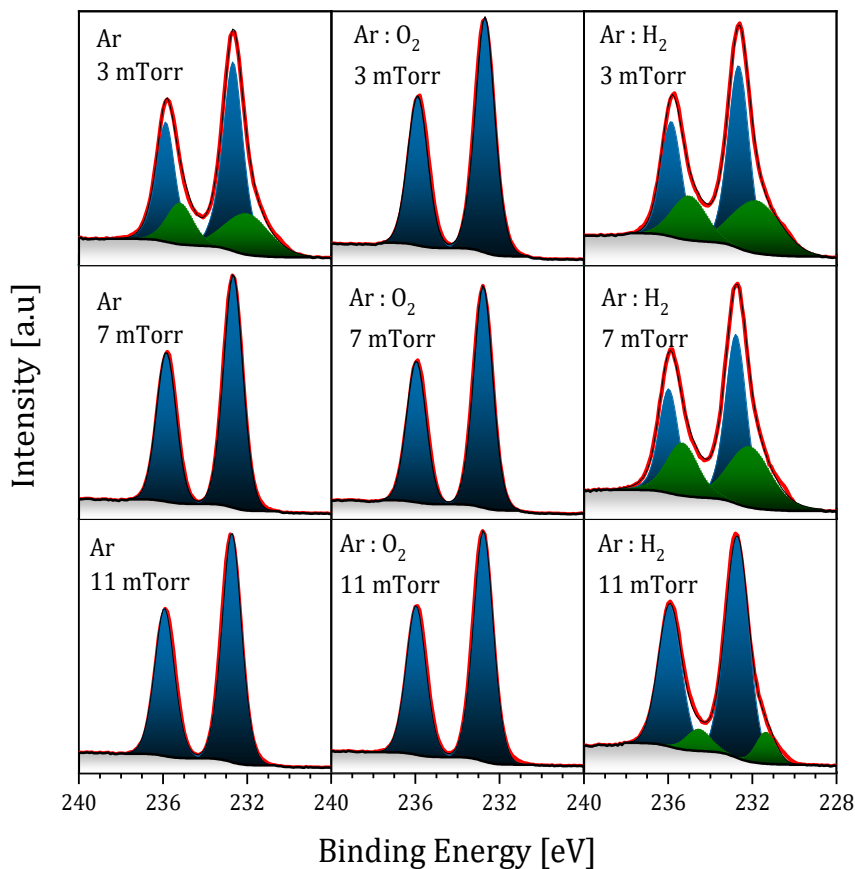 Ar
3 mTorr
Ar : O₂
3 mTorr
Ar : H₂
3 mTorr
Ar
7 mTorr
Ar : O₂
7 mTorr
Ar : H₂
7 mTorr
Ar
11 mTorr
Ar : O₂
11 mTorr
Ar : H₂
11 mTorr
Intensity [a.u]
240 236 232 240 236 232 240 236 232 228
Binding Energy [eV]